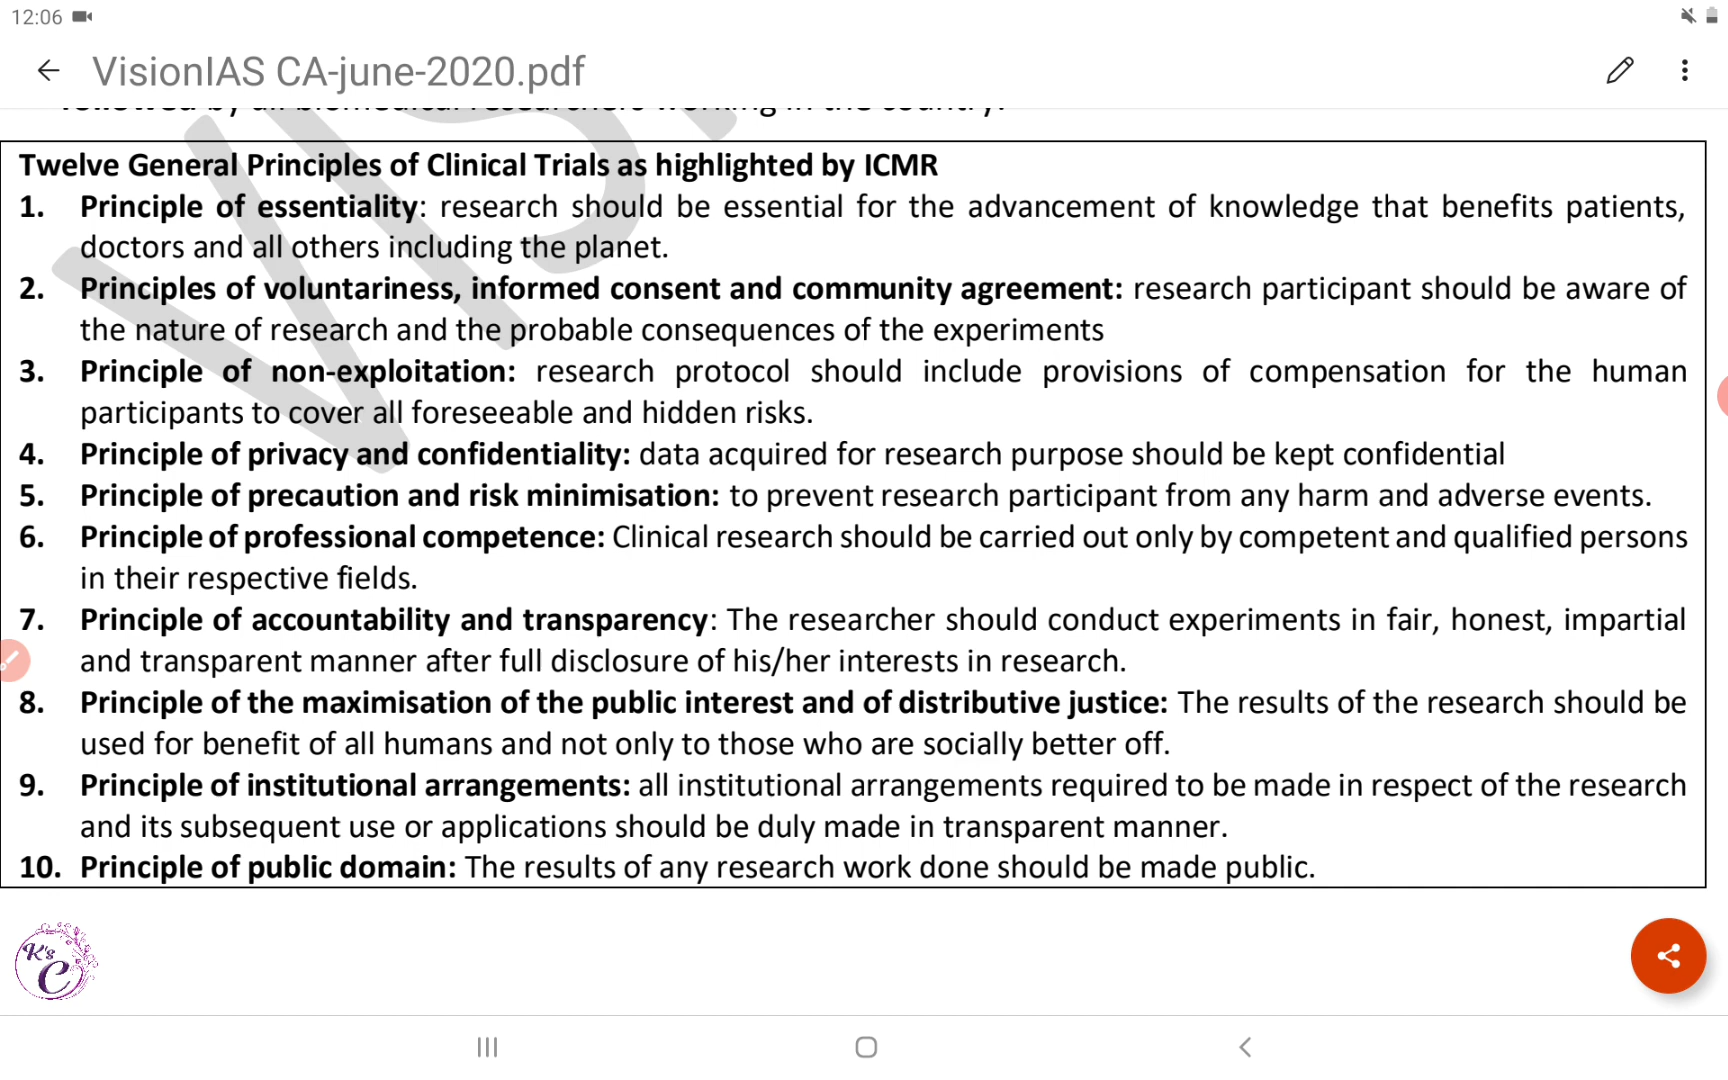 12:06
VisionIAS CA-june-2020.pdf
followed by all biomedical researchers working in the country.
Twelve General Principles of Clinical Trials as highlighted by ICMR
1. Principle of essentiality: research should be essential for the advancement of knowledge that benefits patients,
doctors and all others including the planet.
2. Principles of voluntariness, informed consent and community agreement: research participant should be aware of
the nature of research and the probable consequences of the experiments
3. Principle of non-exploitation: research protocol should include provisions of compensation for the human
participants to cover all foreseeable and hidden risks.
4. Principle of privacy and confidentiality: data acquired for research purpose should be kept confidential
5. Principle of precaution and risk minimisation: to prevent research participant from any harm and adverse events.
6. Principle of professional competence: Clinical research should be carried out only by competent and qualified persons
in their respective fields.
7. Principle of accountability and transparency: The researcher should conduct experiments in fair, honest, impartial
and transparent manner after full disclosure of his/her interests in research.
8. Principle of the maximisation of the public interest and of distributive justice: The results of the research should be
used for benefit of all humans and not only to those who are socially better off.
9. Principle of institutional arrangements: all institutional arrangements required to be made in respect of the research
and its subsequent use or applications should be duly made in transparent manner.
10. Principle of public domain: The results of any research work done should be made public.
K's
C